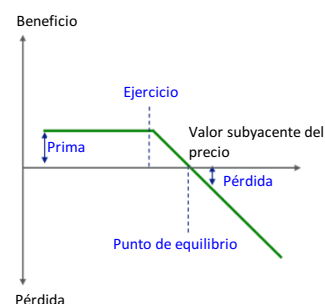 Beneficio
Ejercicio
Valor subyacente del
precio
Prima
Pérdida
Punto de equilibrio
Pérdida